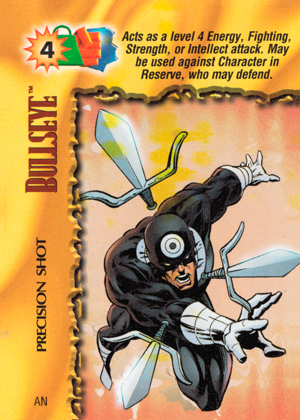 4
Acts as a level 4 Energy, Fighting,
Strength, or Intellect attack. May
be used against Character in
Reserve, who may defend.
BULLSEYE™
PRECISION SHOT
AN